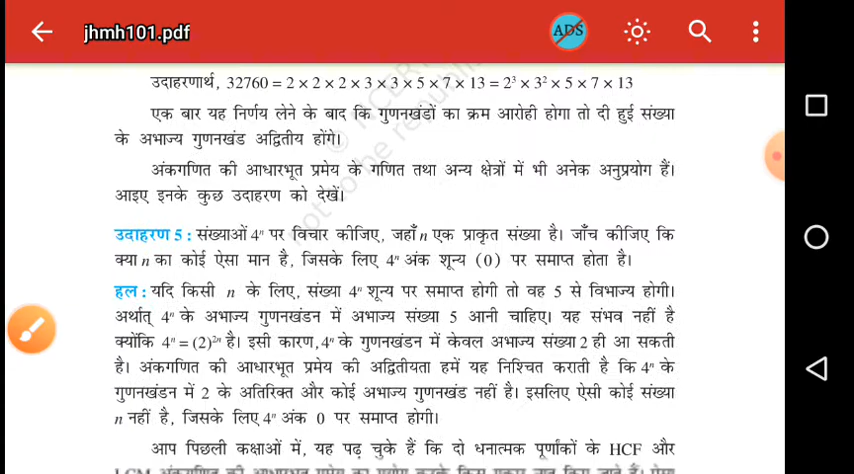 jhmh101.pdf
ADS
उदाहरणार्थ, 32760 = 2 × 2 × 2 × 3 × 3 × 5 × 7 × 13 = 2³ × 3² × 5 × 7 × 13
एक बार यह निर्णय लेने के बाद कि गुणनखंडों का क्रम आरोही होगा तो दी हुई संख्या
के अभाज्य गुणनखंड अद्वितीय होंगे।
अंकगणित की आधारभूत प्रमेय के गणित तथा अन्य क्षेत्रों में भी अनेक अनुप्रयोग हैं।
आइए इनके कुछ उदाहरण को देखें।
उदाहरण 5 : संख्याओं 4ⁿ पर विचार कीजिए, जहाँ n एक प्राकृत संख्या है। जाँच कीजिए कि
क्या n का कोई ऐसा मान है, जिसके लिए 4ⁿ अंक शून्य (0) पर समाप्त होता है।
हल : यदि किसी n के लिए, संख्या 4ⁿ शून्य पर समाप्त होगी तो वह 5 से विभाज्य होगी।
अर्थात् 4ⁿ के अभाज्य गुणनखंडन में अभाज्य संख्या 5 आनी चाहिए। यह संभव नहीं है
क्योंकि 4ⁿ = (2)²ⁿ है। इसी कारण, 4ⁿ के गुणनखंडन में केवल अभाज्य संख्या 2 ही आ सकती
है। अंकगणित की आधारभूत प्रमेय की अद्वितीयता हमें यह निश्चित कराती है कि 4ⁿ के
गुणनखंडन में 2 के अतिरिक्त और कोई अभाज्य गुणनखंड नहीं है। इसलिए ऐसी कोई संख्या
n नहीं है, जिसके लिए 4ⁿ अंक 0 पर समाप्त होगी।
आप पिछली कक्षाओं में, यह पढ़ चुके हैं कि दो धनात्मक पूर्णांकों के HCF और
© NCERT
not to be republi